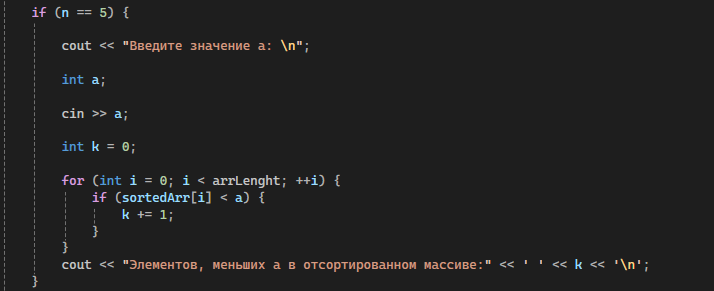 if (n == 5) {
cout << "Введите значение a: \n";
int a;
cin >> a;
int k = 0;
for (int i = 0; i < arrLenght; ++i) {
if (sortedArr[i] < a) {
k += 1;
}
}
cout << "Элементов, меньших a в отсортированном массиве:" << ' ' << k << '\n';
}